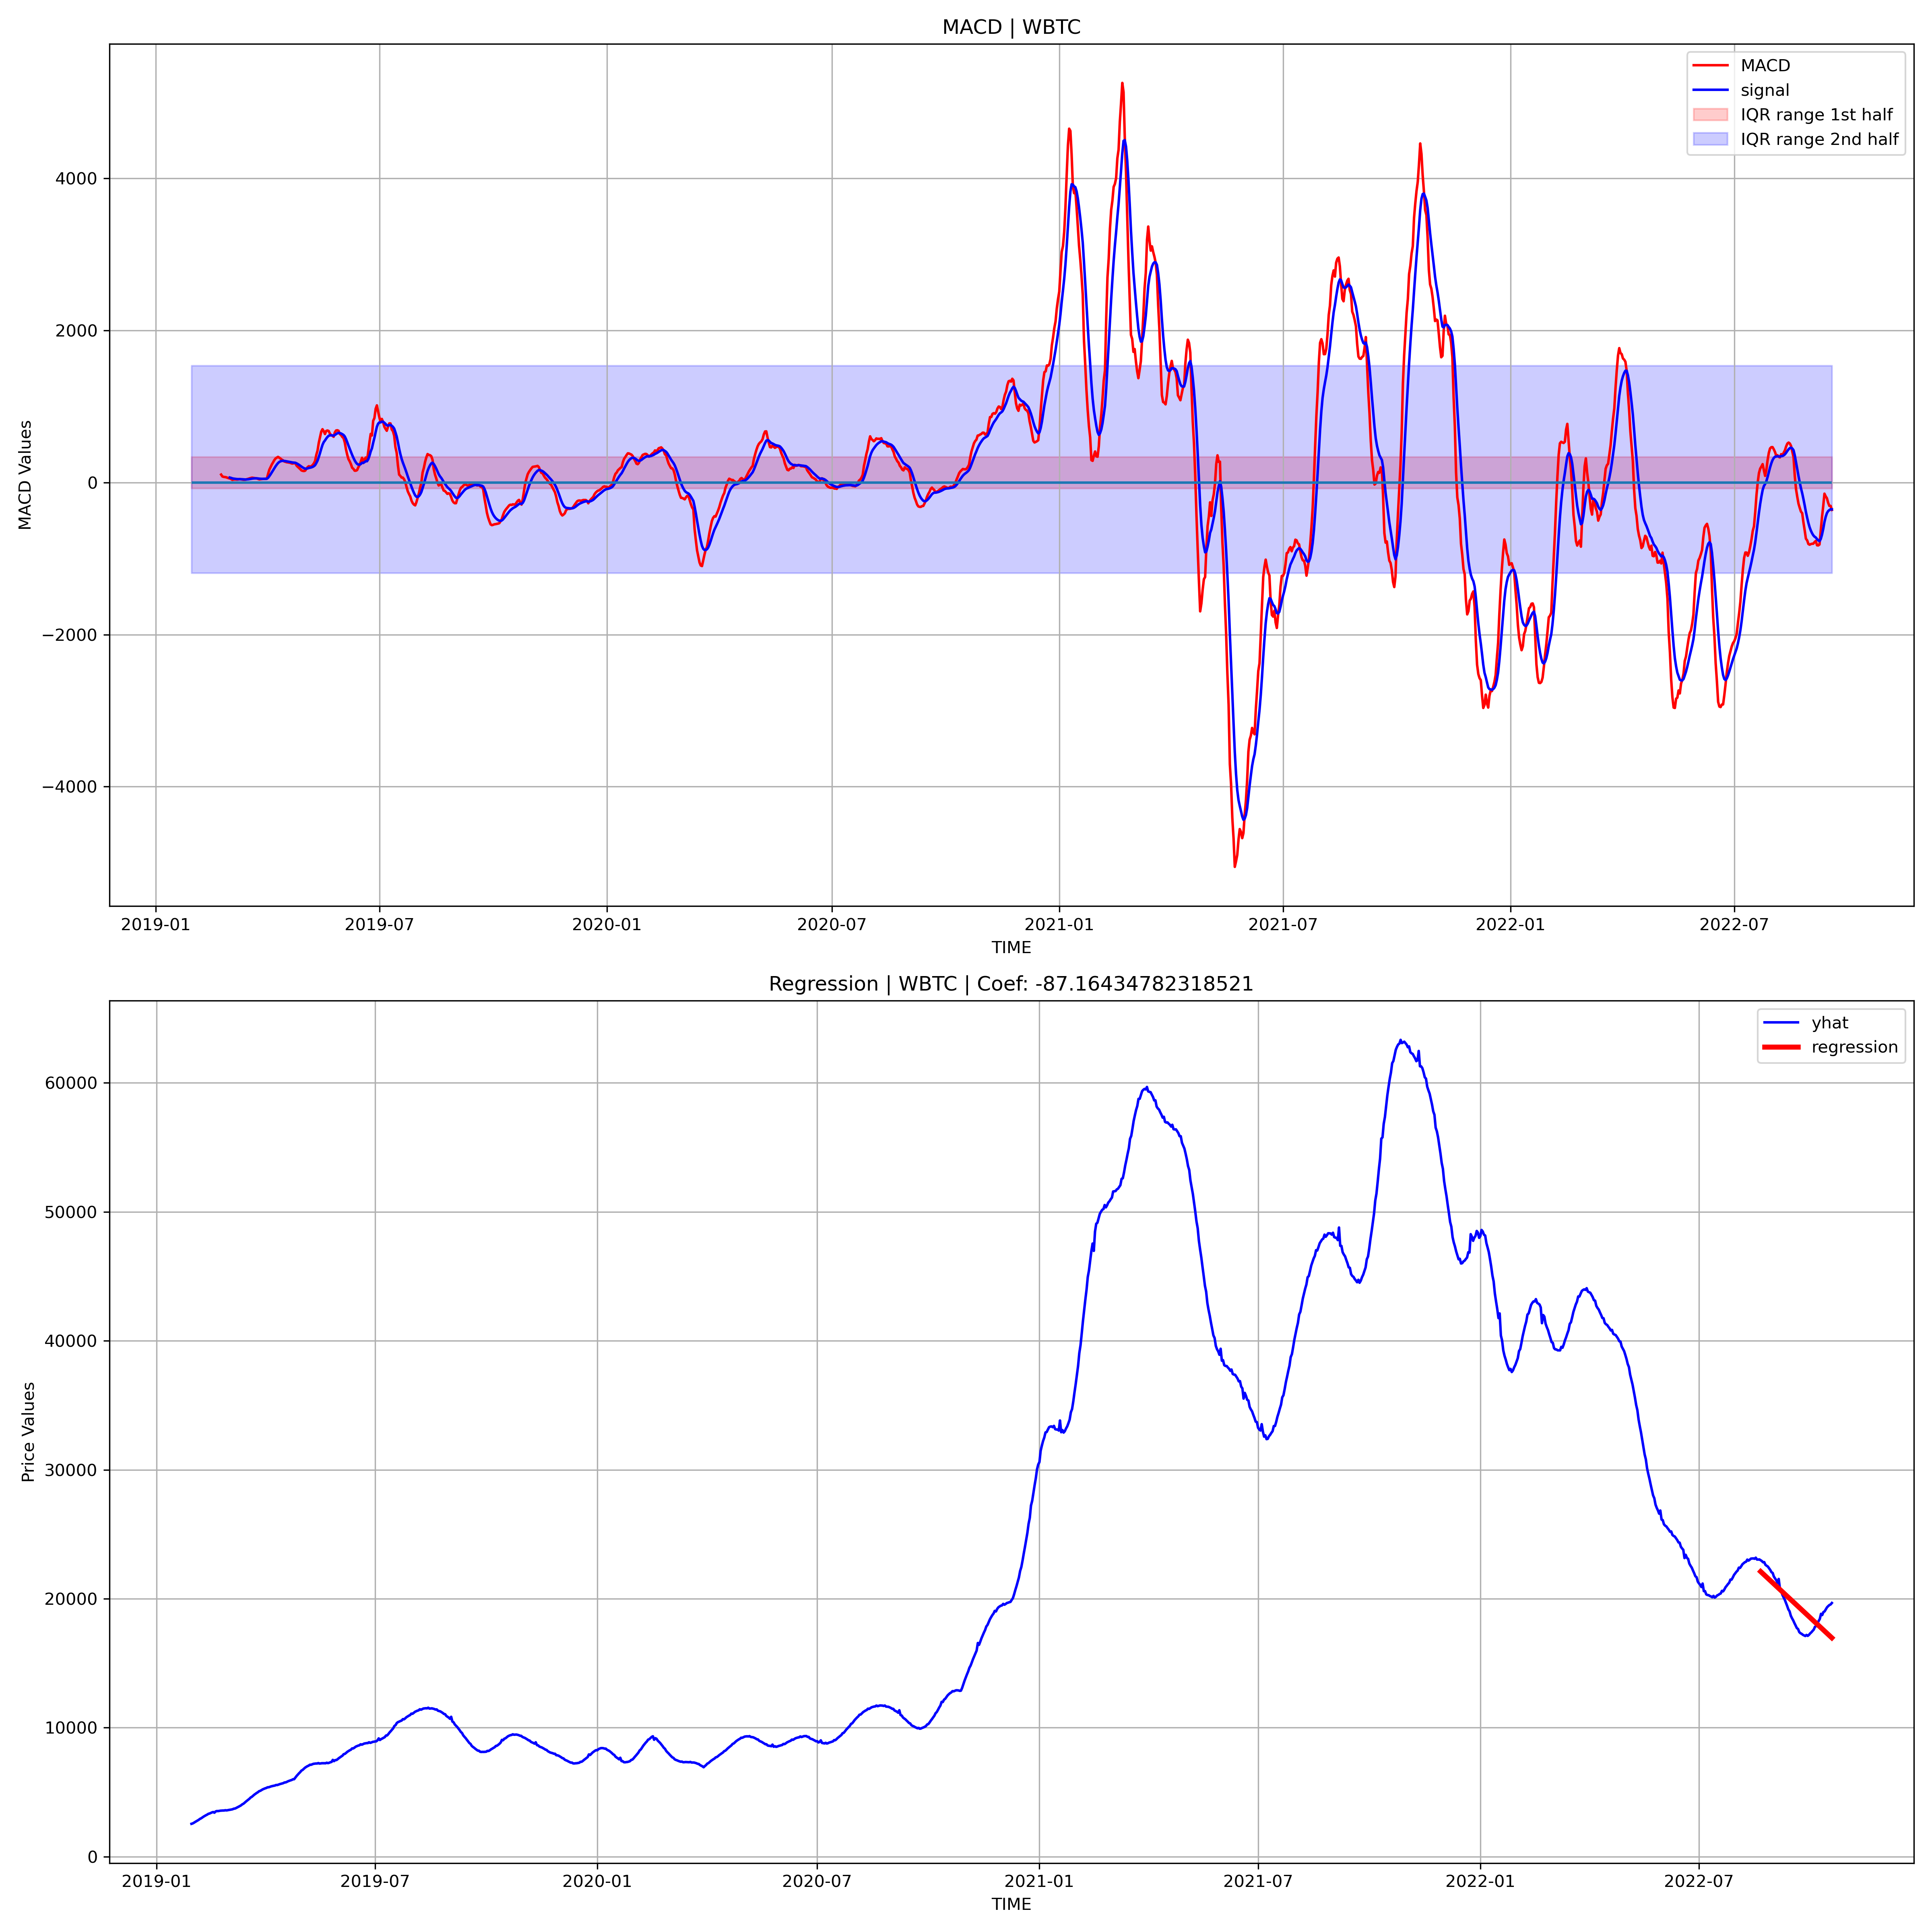 MACD | WBTC
MACD
signal
IQR range 1st half
IQR range 2nd half
MACD Values
4000
2000
0
−2000
−4000
2019-01 2019-07 2020-01 2020-07 2021-01 2021-07 2022-01 2022-07
TIME
Regression | WBTC | Coef: -87.16434782318521
yhat
regression
Price Values
60000
50000
40000
30000
20000
10000
0
2019-01 2019-07 2020-01 2020-07 2021-01 2021-07 2022-01 2022-07
TIME